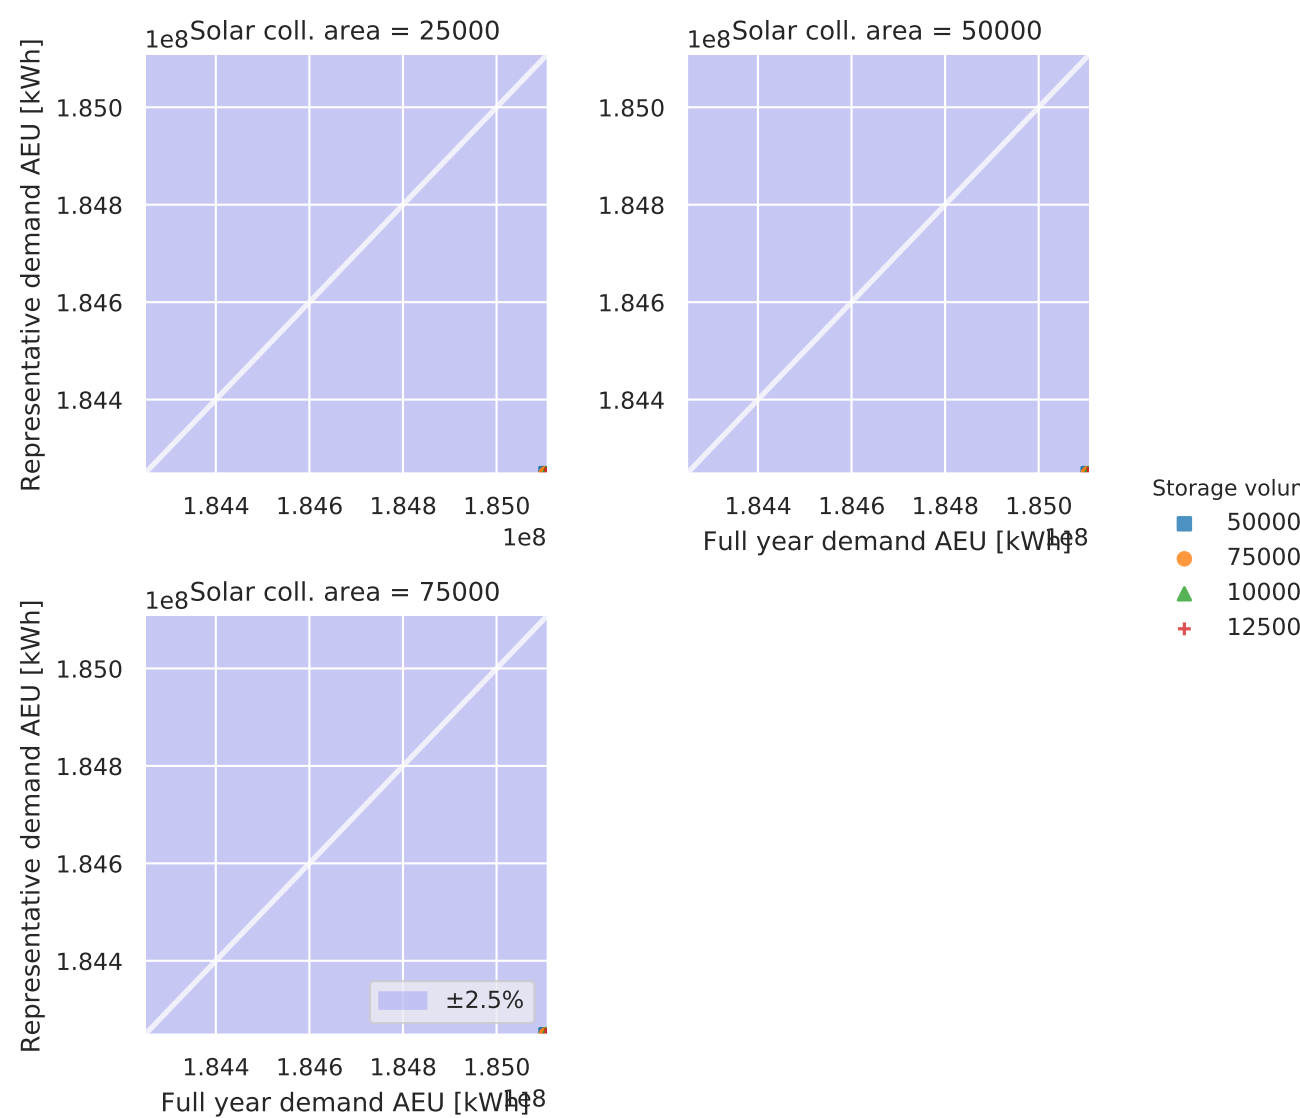 1e8
Solar coll. area = 25000
Representative demand AEU [kWh]
1.850
1.848
1.846
1.844
1.844 1.846 1.848 1.850
1e8
1e8
Solar coll. area = 50000
1.850
1.848
1.846
1.844
1.844 1.846 1.848 1.850
1e8
Full year demand AEU [kWh]
Storage volur
50000
75000
10000
12500
1e8
Solar coll. area = 75000
Representative demand AEU [kWh]
1.850
1.848
1.846
1.844
±2.5%
1.844 1.846 1.848 1.850
1e8
Full year demand AEU [kWh]